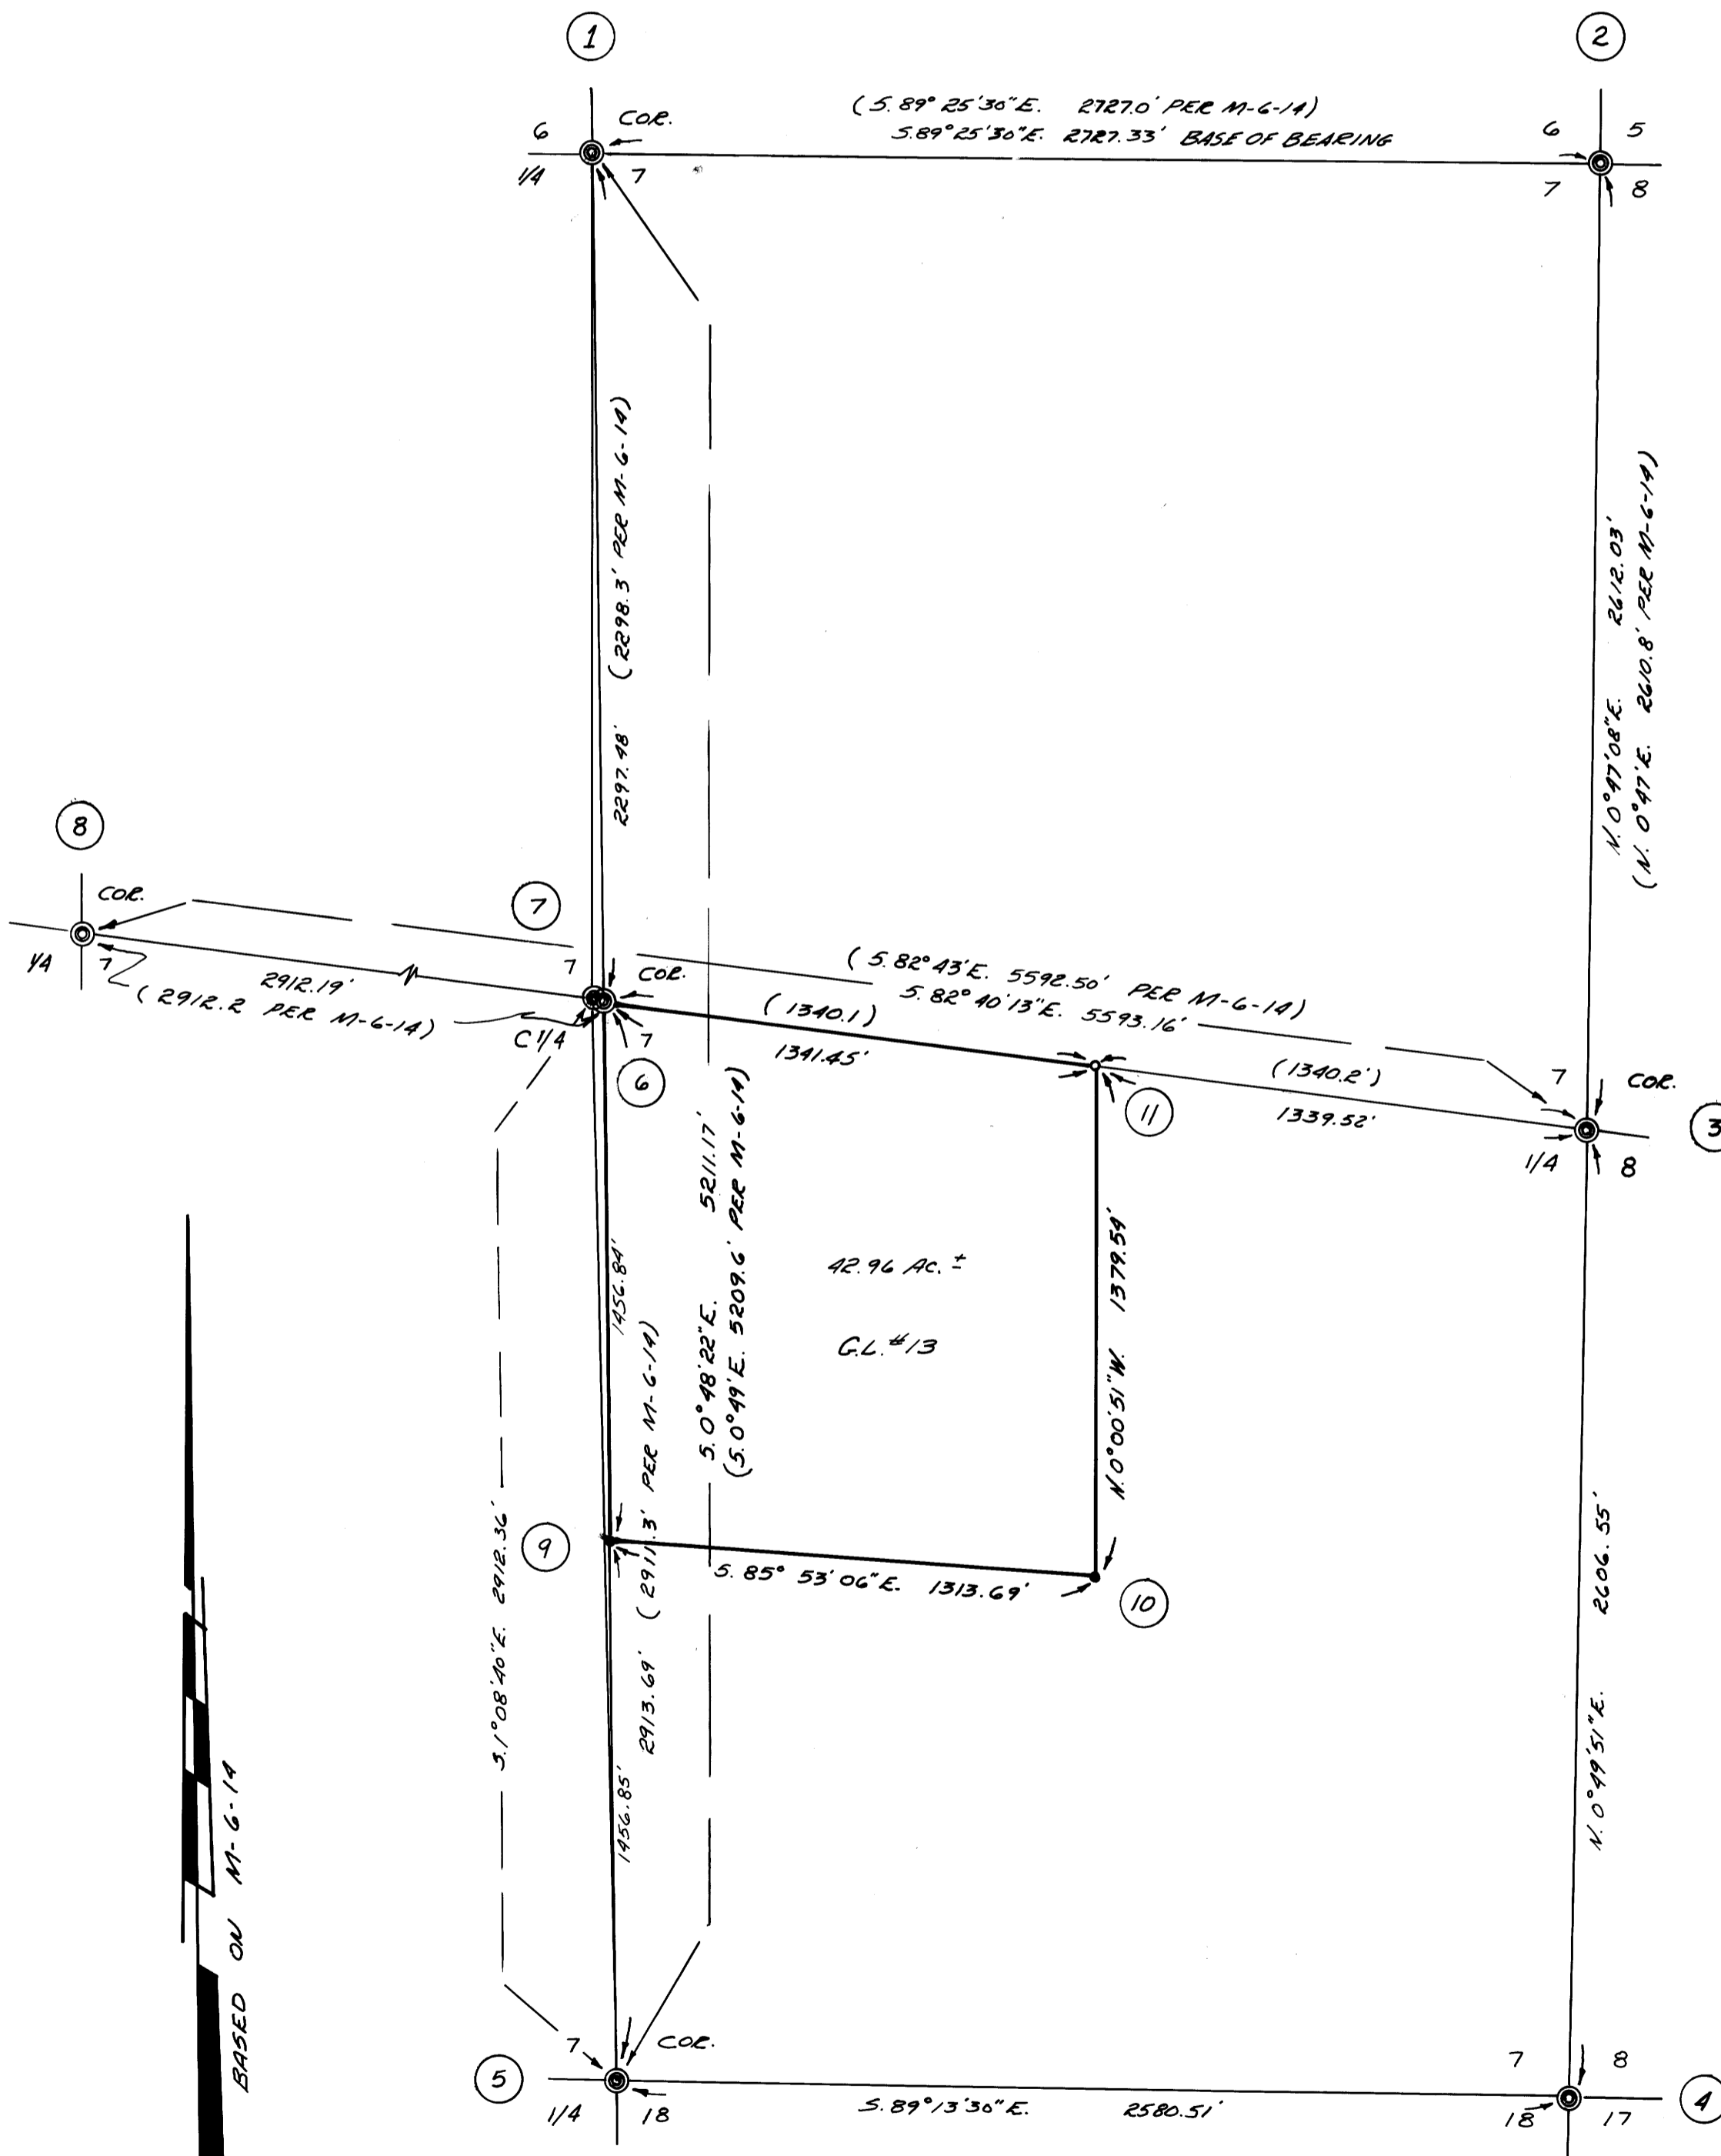 1
2
COR.
(S.89° 25'30"E. 2727.0' PER M-6-14)
S.89°25'30"E. 2727.33' BASE OF BEARING
6
6
5
1/4
7
7
8
(2298.3' PER M-6-14)
2297.48'
N.0°47'08"E. 2612.03'
(N.0°47'E. 2610.8' PER M-6-14)
8
COR.
7
1/4
7
2912.19'
(2912.2 PER M-6-14)
7
COR.
C1/4
7
6
(S.82°43'E. 5592.50' PER M-6-14)
S.82°40'13"E. 5593.16'
(1340.1)
1341.45'
11
(1340.2')
1339.52'
7
COR.
3
1/4
8
1456.84'
S.0°48'22"E. 5211.17'
(S.0°49'E. 5209.6' PER M-6-14)
42.96 AC. ±
G.L. #13
N.0°00'51"W. 1379.54'
S.1°08'40"E. 2912.36'
2913.69' (2911.3' PER M-6-14)
9
S. 85° 53'06"E. 1313.69'
10
1456.85'
N.0°49'51"E. 2606.55'
BASED ON M-6-14
7
COR.
5
1/4
18
S.89°13'30"E. 2580.51'
7
8
18
17
4